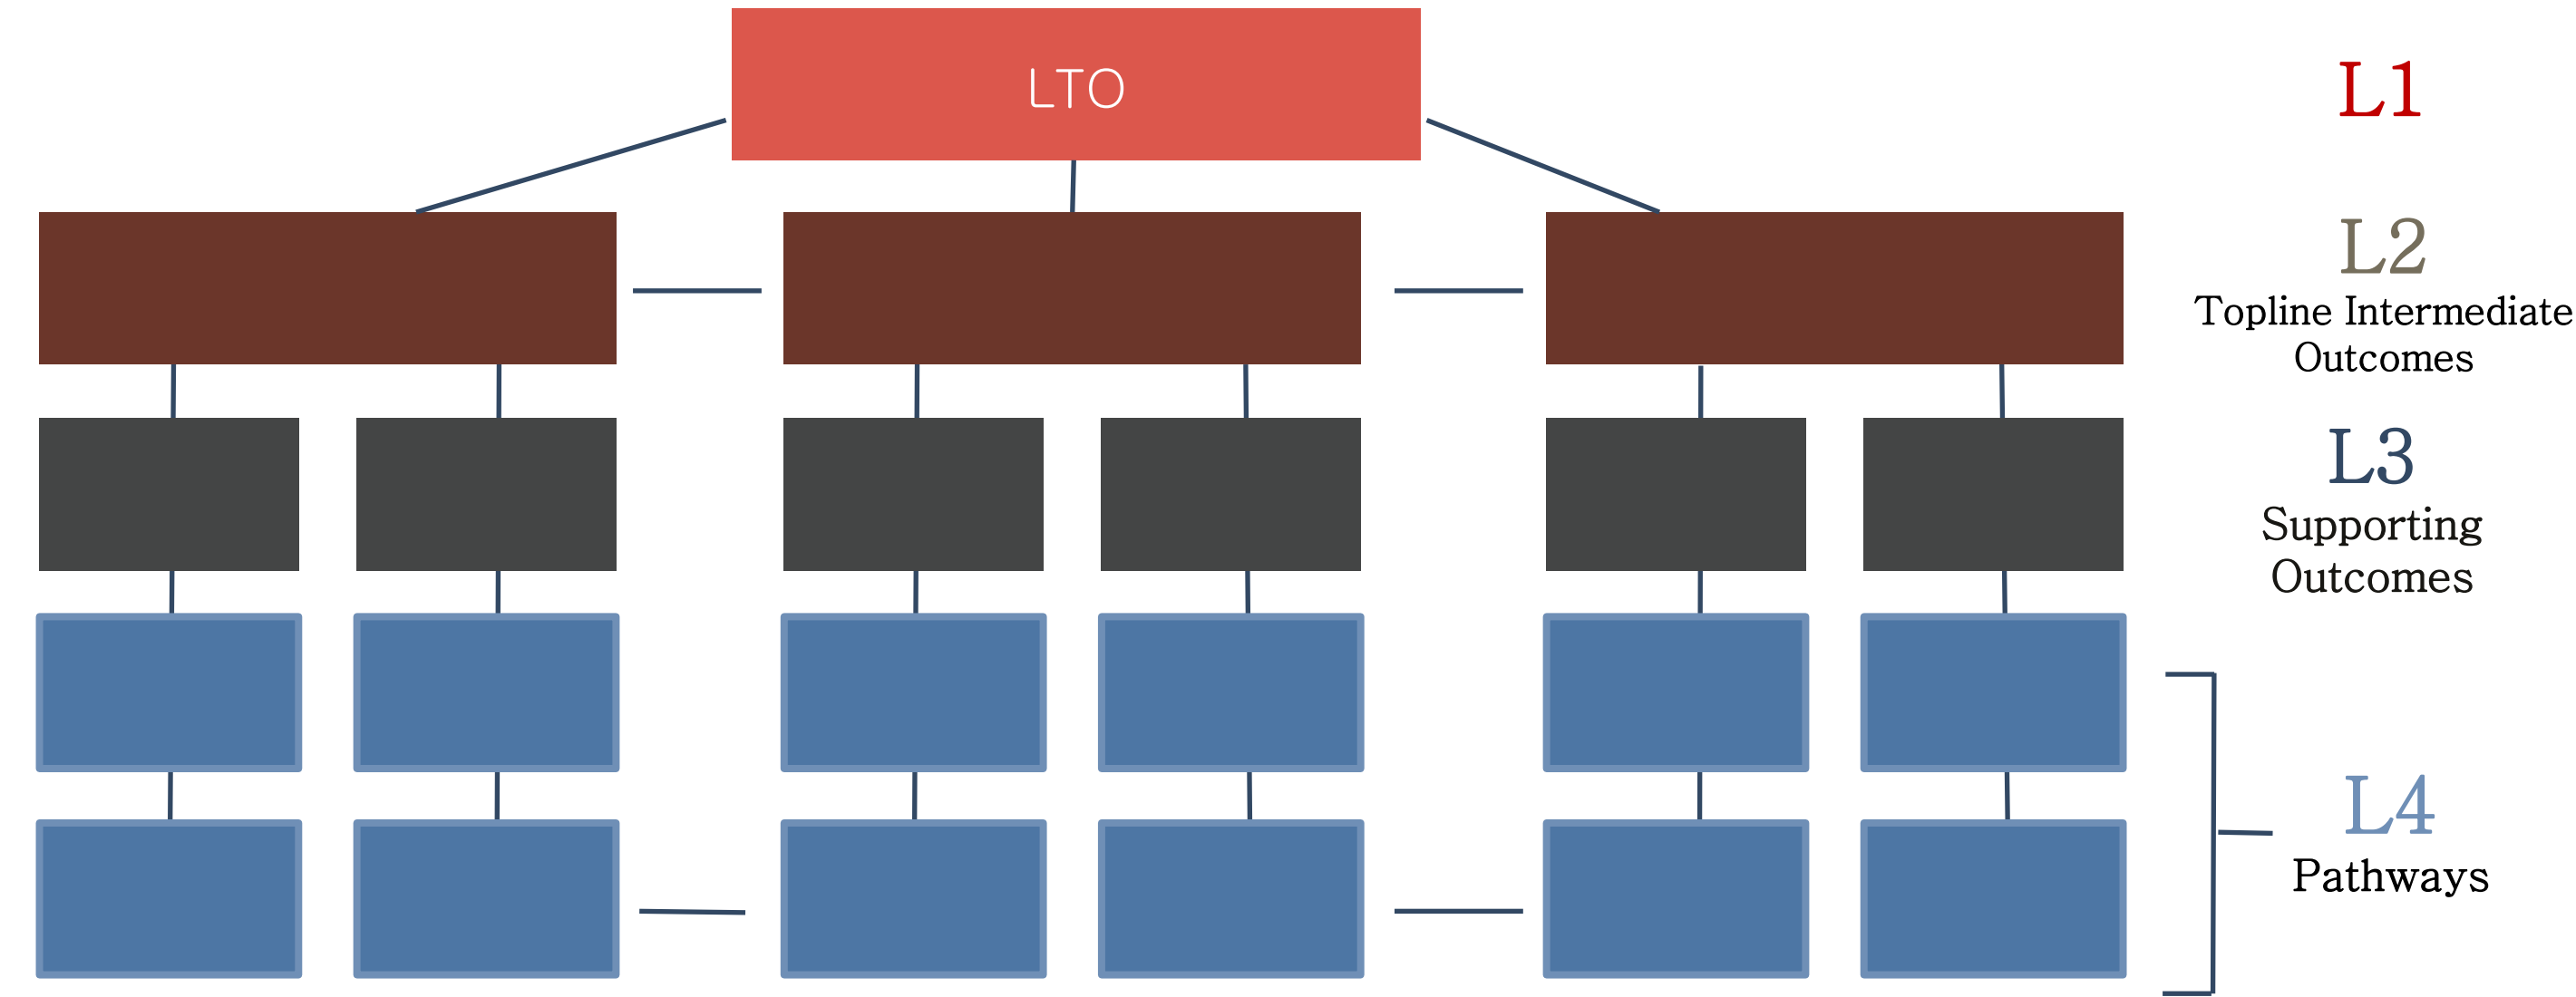 LTO
L1
L2
Topline Intermediate
Outcomes
L3
Supporting
Outcomes
L4
Pathways